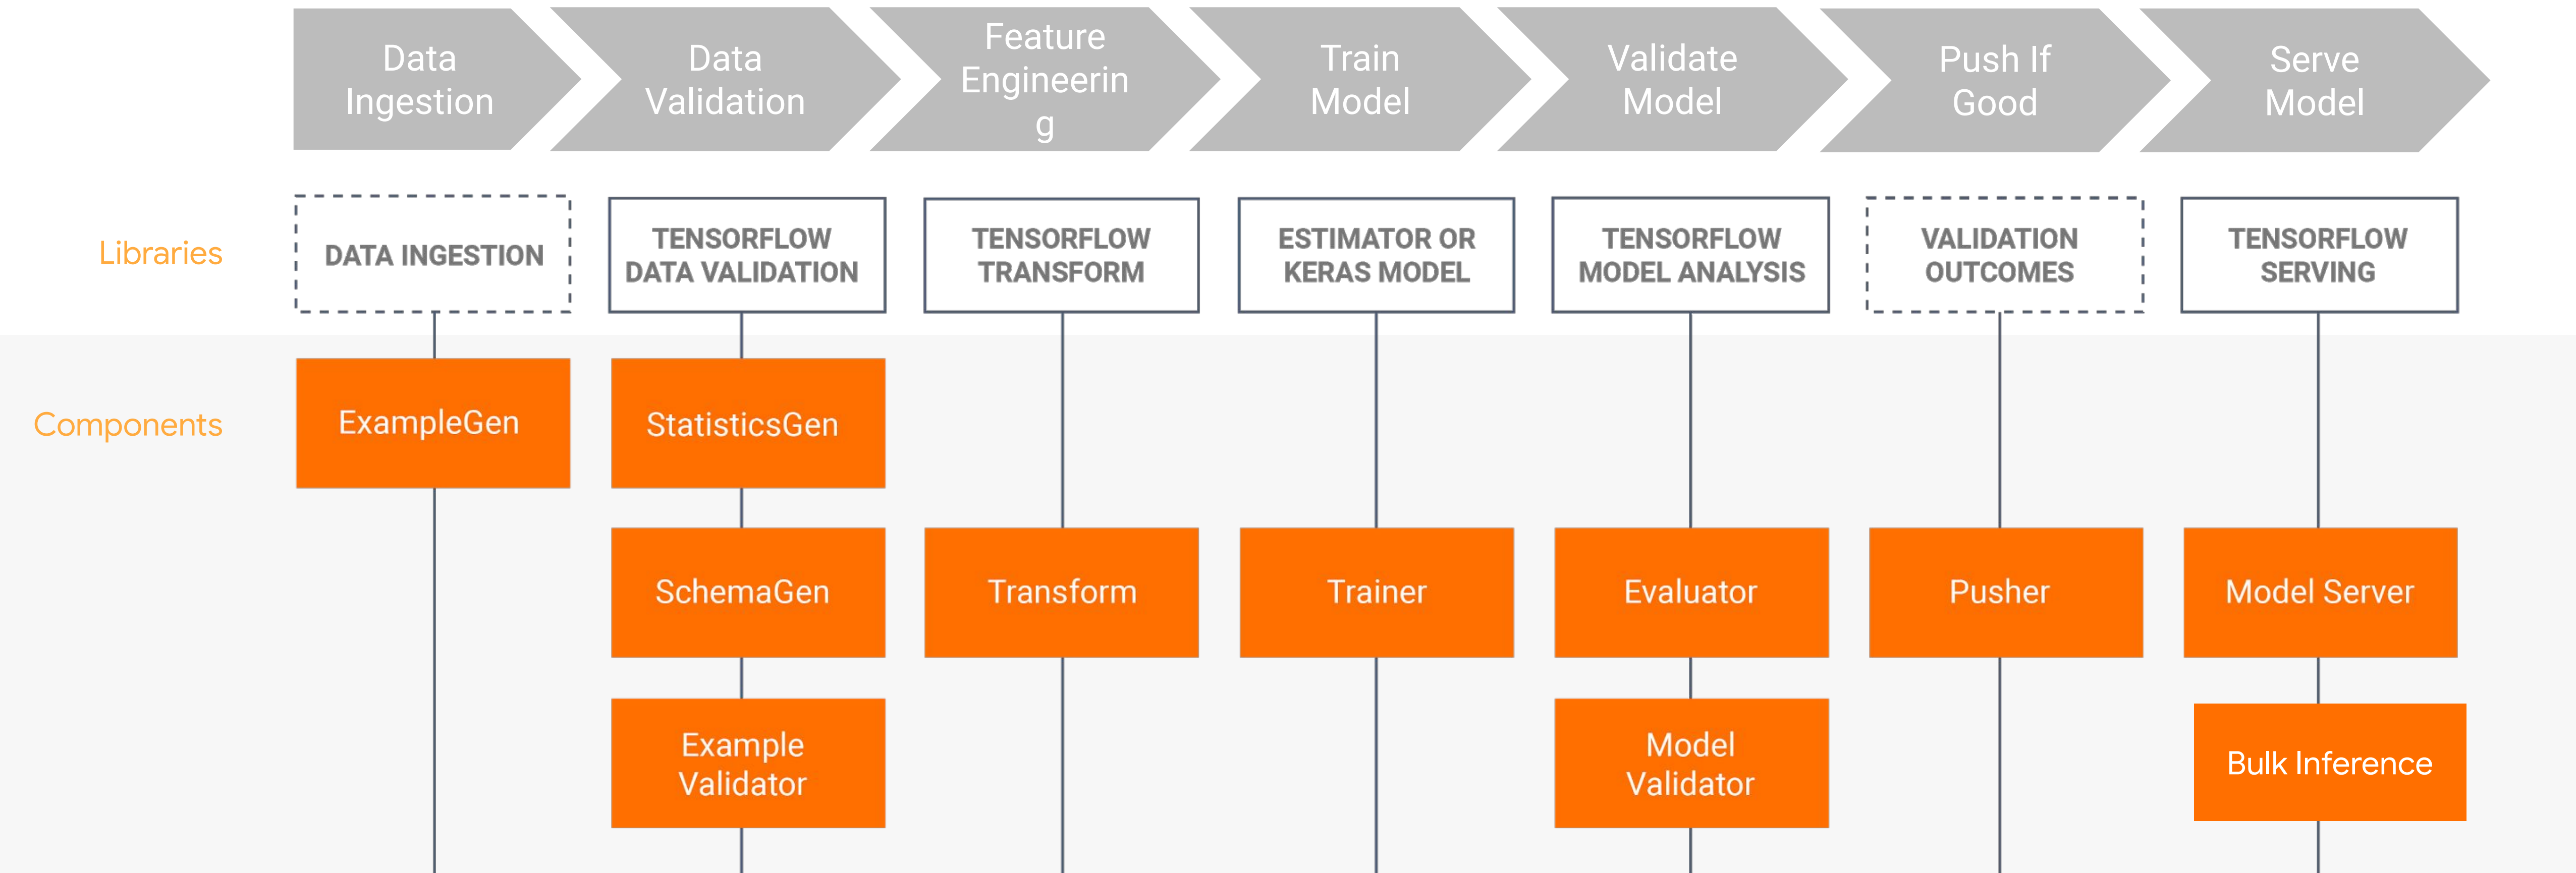 Data
Ingestion
Data
Validation
Feature
Engineerin
g
Train
Model
Validate
Model
Push If
Good
Serve
Model
Libraries
DATA INGESTION
TENSORFLOW
DATA VALIDATION
TENSORFLOW
TRANSFORM
ESTIMATOR OR
KERAS MODEL
TENSORFLOW
MODEL ANALYSIS
VALIDATION
OUTCOMES
TENSORFLOW
SERVING
Components
ExampleGen
StatisticsGen
SchemaGen
Transform
Trainer
Evaluator
Pusher
Model Server
Example
Validator
Model
Validator
Bulk Inference